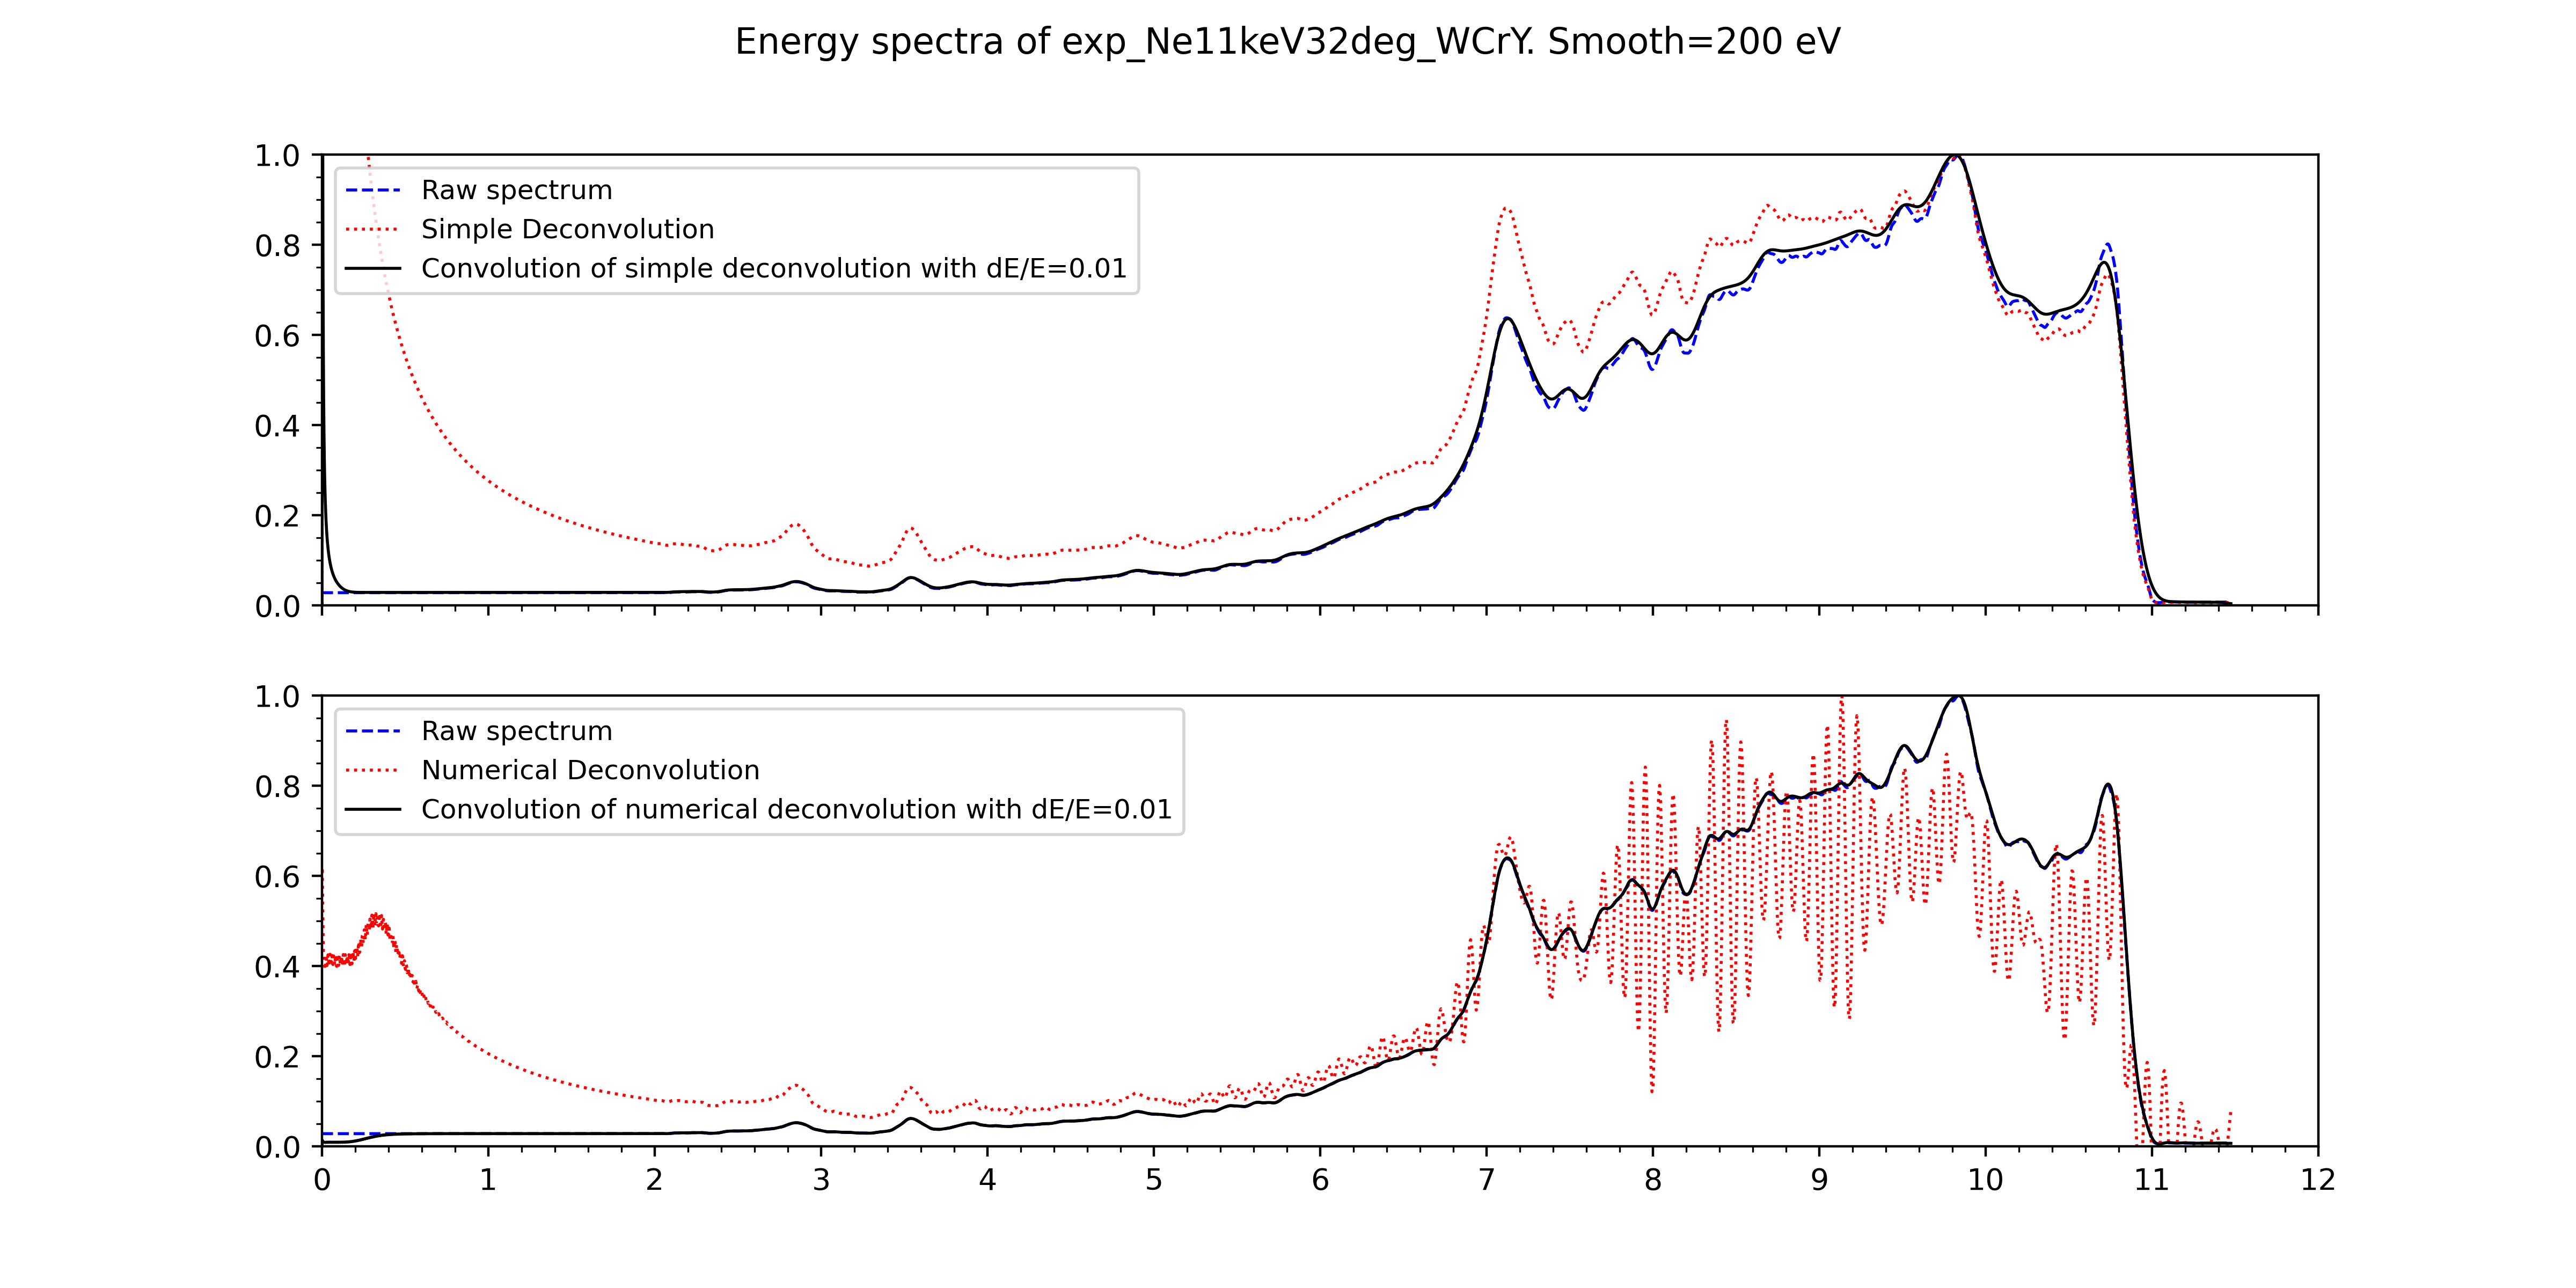 Energy spectra of exp_Ne11keV32deg_WCrY. Smooth=200 eV
1.0
0.8
0.6
0.4
0.2
0.0
Raw spectrum
Simple Deconvolution
Convolution of simple deconvolution with dE/E=0.01
1.0
0.8
0.6
0.4
0.2
0.0
Raw spectrum
Numerical Deconvolution
Convolution of numerical deconvolution with dE/E=0.01
0 1 2 3 4 5 6 7 8 9 10 11 12